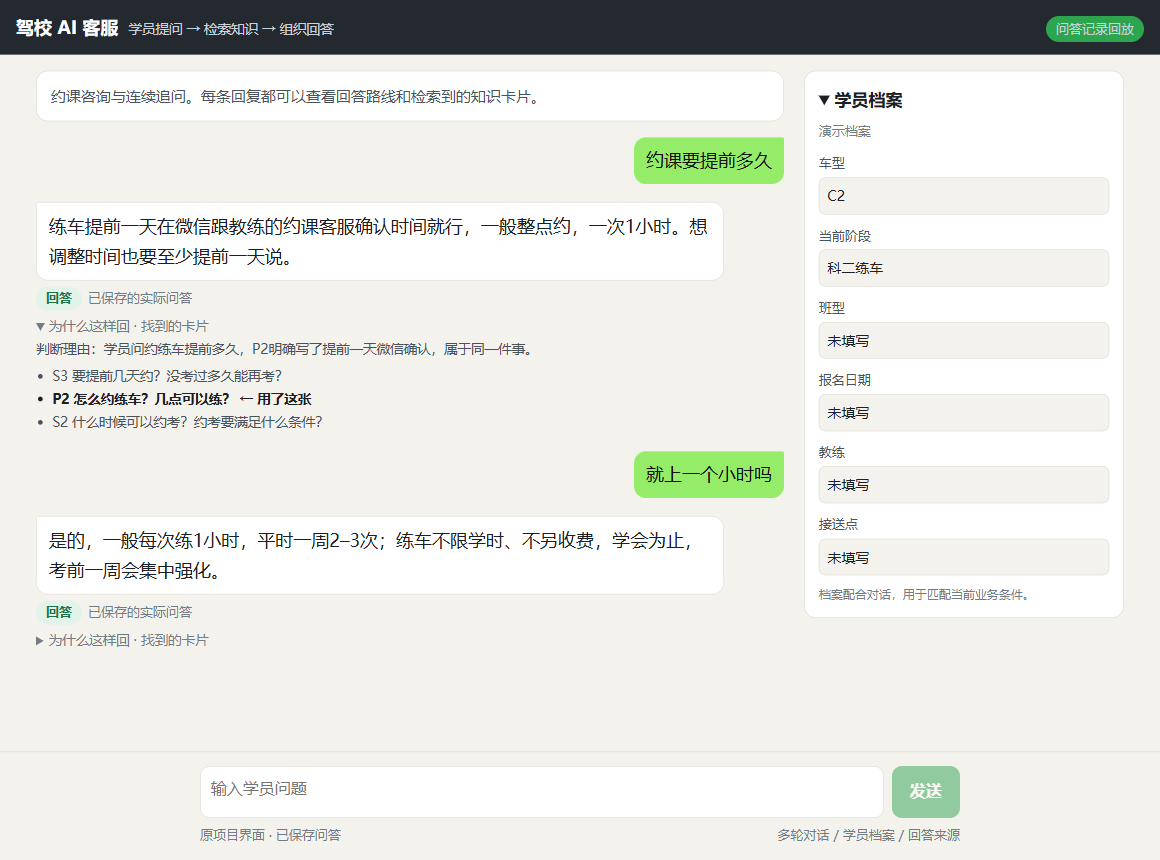 驾校 AI 客服 学员提问 → 检索知识 → 组织回答
问答记录回放
约课咨询与连续追问。每条回复都可以查看回答路线和检索到的知识卡片。
约课要提前多久
练车提前一天在微信跟教练的约课客服确认时间就行，一般整点约，一次1小时。想
调整时间也要至少提前一天说。
回答 已保存的实际问答
▼ 为什么这样回 · 找到的卡片
判断理由：学员问约练车提前多久，P2明确写了提前一天微信确认，属于同一件事。
• S3 要提前几天约？没考过多久能再考？
• P2 怎么约练车？几点可以练？ ← 用了这张
• S2 什么时候可以约考？约考要满足什么条件？
就上一个小时吗
是的，一般每次练1小时，平时一周2–3次；练车不限学时、不另收费，学会为止，
考前一周会集中强化。
回答 已保存的实际问答
▶ 为什么这样回 · 找到的卡片
▼ 学员档案
演示档案
车型
C2
当前阶段
科二练车
班型
未填写
报名日期
未填写
教练
未填写
接送点
未填写
档案配合对话，用于匹配当前业务条件。
输入学员问题
发送
原项目界面 · 已保存问答
多轮对话 / 学员档案 / 回答来源